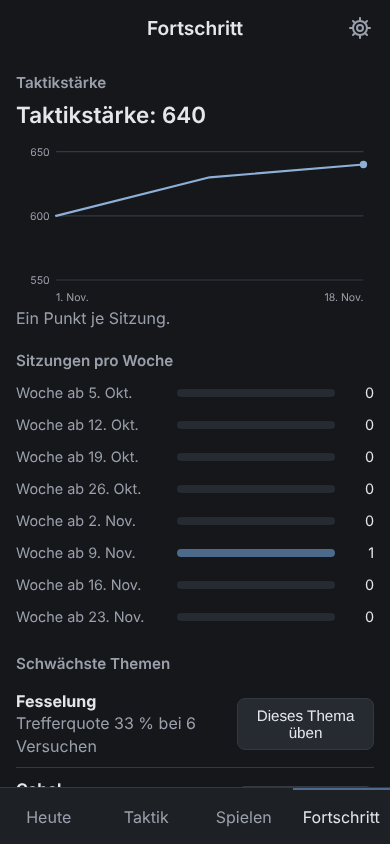 Fortschritt
Taktikstärke
Taktikstärke: 640
650
600
550
1. Nov.
18. Nov.
Ein Punkt je Sitzung.
Sitzungen pro Woche
Woche ab 5. Okt. 0
Woche ab 12. Okt. 0
Woche ab 19. Okt. 0
Woche ab 26. Okt. 0
Woche ab 2. Nov. 0
Woche ab 9. Nov. 1
Woche ab 16. Nov. 0
Woche ab 23. Nov. 0
Schwächste Themen
Fesselung
Trefferquote 33 % bei 6
Versuchen
Dieses Thema
üben
Heute
Taktik
Spielen
Fortschritt